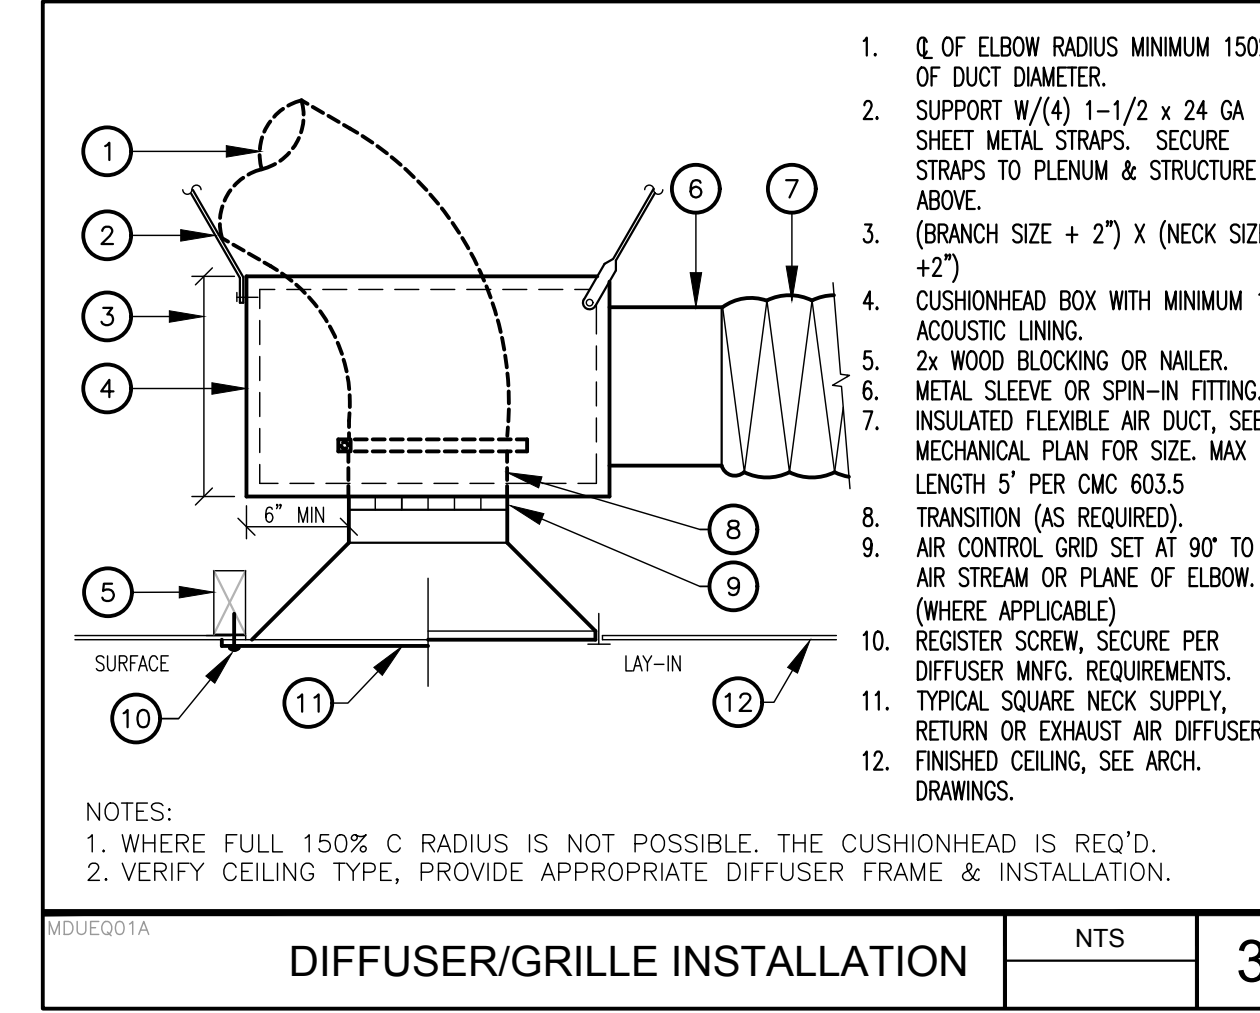 1. ℄ OF ELBOW RADIUS MINIMUM 150
OF DUCT DIAMETER.
2. SUPPORT W/(4) 1-1/2 x 24 GA
SHEET METAL STRAPS. SECURE
STRAPS TO PLENUM & STRUCTURE
ABOVE.
3. (BRANCH SIZE + 2") X (NECK SIZE
+2")
4. CUSHIONHEAD BOX WITH MINIMUM
ACOUSTIC LINING.
5. 2x WOOD BLOCKING OR NAILER.
6. METAL SLEEVE OR SPIN-IN FITTING.
7. INSULATED FLEXIBLE AIR DUCT, SEE
MECHANICAL PLAN FOR SIZE. MAX
LENGTH 5' PER CMC 603.5
8. TRANSITION (AS REQUIRED).
9. AIR CONTROL GRID SET AT 90° TO
AIR STREAM OR PLANE OF ELBOW.
(WHERE APPLICABLE)
10. REGISTER SCREW, SECURE PER
DIFFUSER MNFG. REQUIREMENTS.
11. TYPICAL SQUARE NECK SUPPLY,
RETURN OR EXHAUST AIR DIFFUSER
12. FINISHED CEILING, SEE ARCH.
DRAWINGS.
1
2
3
4
5
6
7
8
9
10
11
12
6" MIN
SURFACE
LAY-IN
NOTES:
1. WHERE FULL 150% C RADIUS IS NOT POSSIBLE. THE CUSHIONHEAD IS REQ'D.
2. VERIFY CEILING TYPE, PROVIDE APPROPRIATE DIFFUSER FRAME & INSTALLATION.
MDUEQ01A
DIFFUSER/GRILLE INSTALLATION
NTS
3